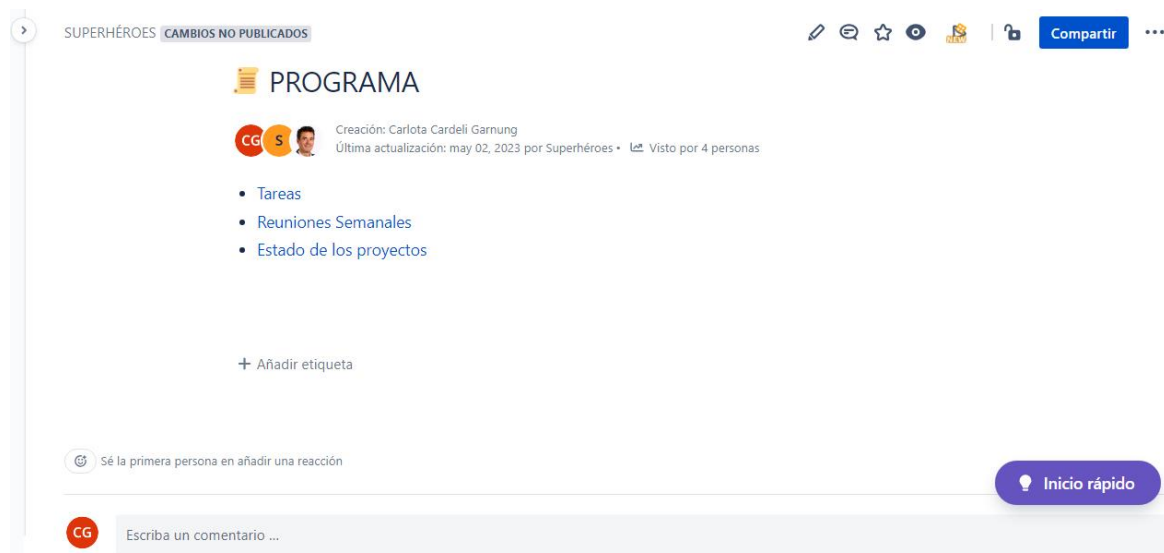 SUPERHÉROES CAMBIOS NO PUBLICADOS
NEW
Compartir
PROGRAMA
CG S
Creación: Carlota Cardeli Garnung
Última actualización: may 02, 2023 por Superhéroes • Visto por 4 personas
• Tareas
• Reuniones Semanales
• Estado de los proyectos
+ Añadir etiqueta
Sé la primera persona en añadir una reacción
Inicio rápido
CG Escriba un comentario ...